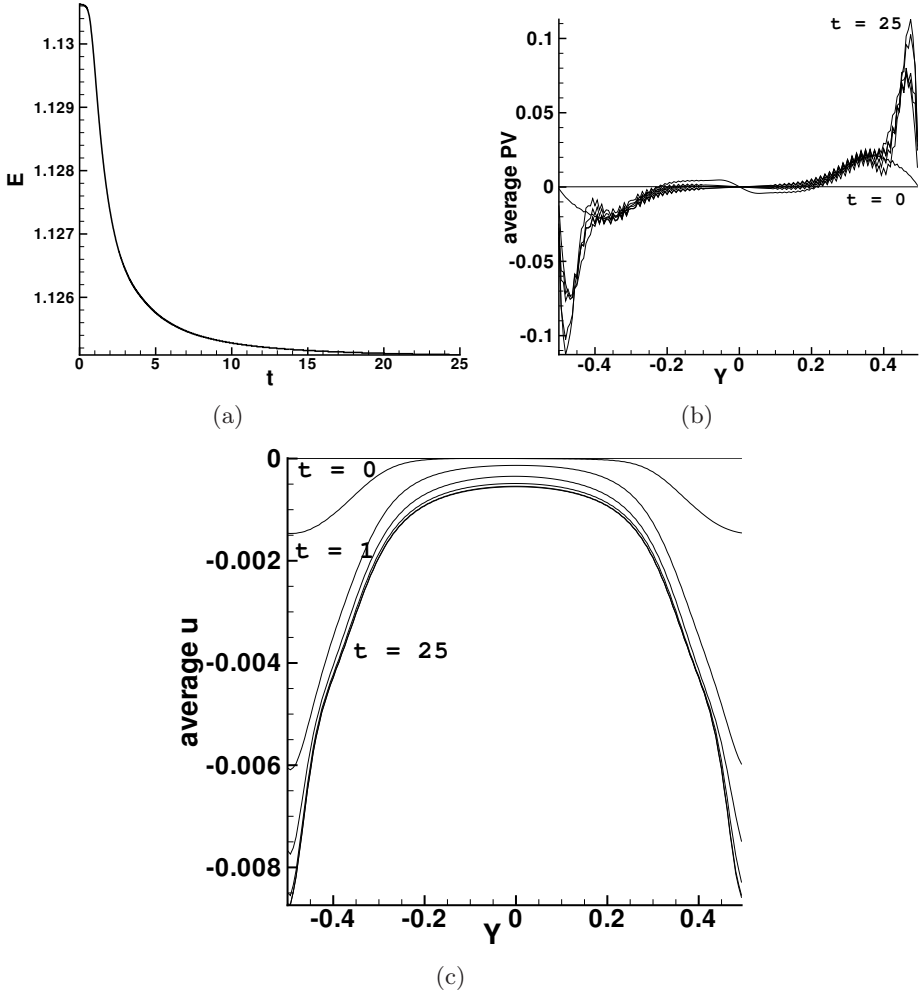 1.13
1.129
1.128
1.127
1.126
E
0 5 10 15 20 25
t
(a)
0.1
0.05
0
-0.05
-0.1
average PV
t = 25
t = 0
-0.4 -0.2 0 0.2 0.4
Y
(b)
0
-0.002
-0.004
-0.006
-0.008
average u
t = 0
t = 1
t = 25
-0.4 -0.2 0 0.2 0.4
Y
(c)